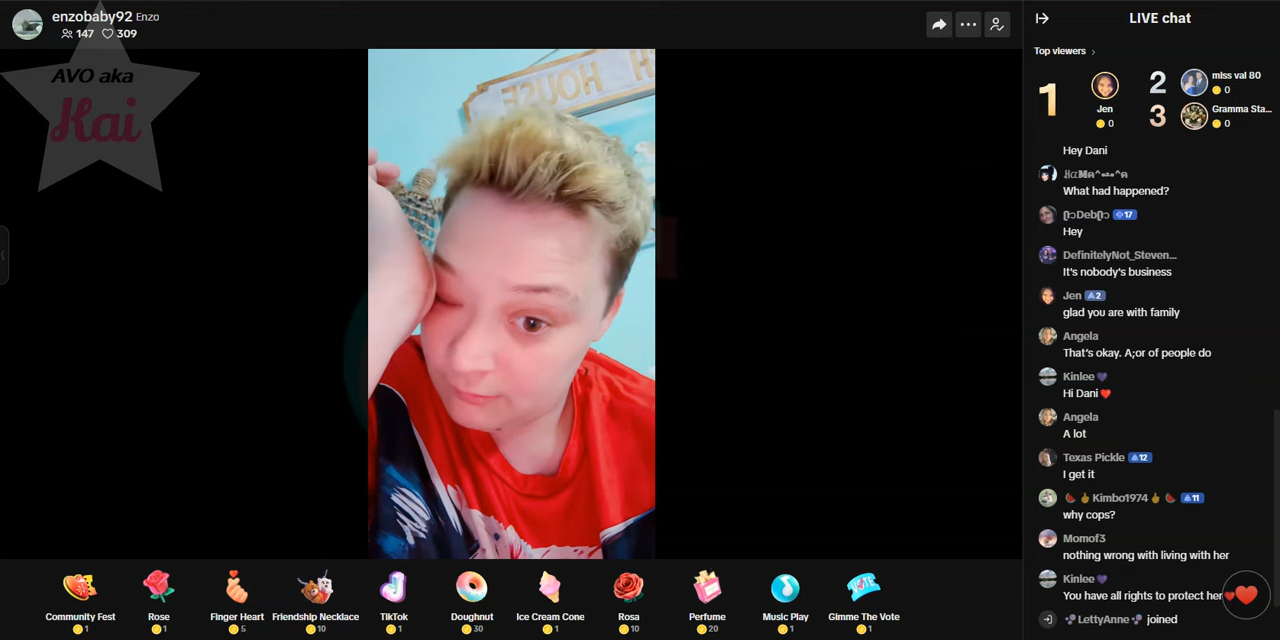 enzobaby92 Enzo
147 309
AVO aka
Kai
HOUSE
LIVE chat
Top viewers
1
Jen
0
2
miss val 80
0
3
Gramma Sta...
0
Hey Dani
What had happened?
Deb 17
Hey
DefinitelyNot_Steven...
It's nobody's business
Jen 2
glad you are with family
Angela
That's okay. A;or of people do
Kinlee
Hi Dani
Angela
A lot
Texas Pickle 12
I get it
Kimbo1974 11
why cops?
Momof3
nothing wrong with living with her
Kinlee
You have all rights to protect her
LettyAnne joined
Community Fest
1
Rose
1
Finger Heart
5
Friendship Necklace
10
TikTok
1
Doughnut
30
Ice Cream Cone
1
Rosa
10
Perfume
20
Music Play
1
VOTE
Gimme The Vote
1